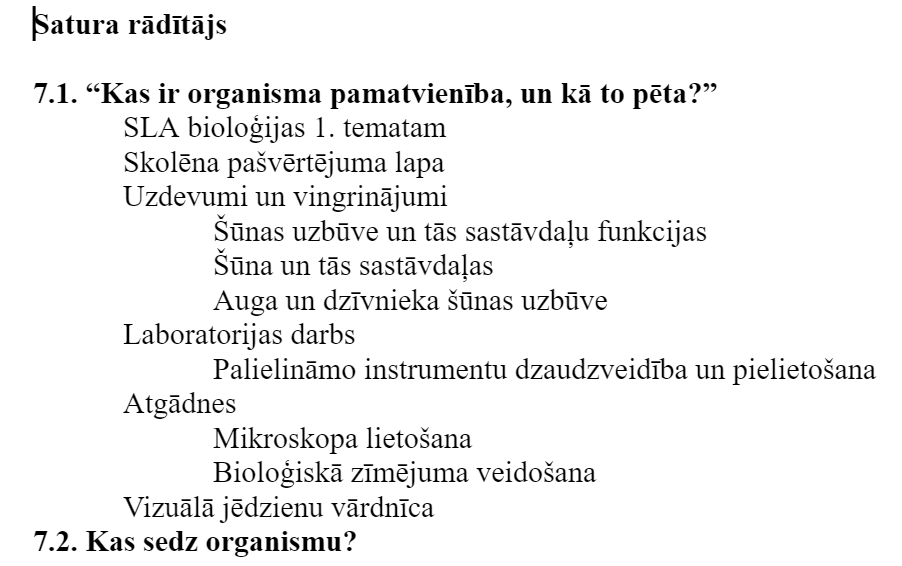 Satura rādītājs
7.1. “Kas ir organisma pamatvienība, un kā to pēta?”
SLA bioloģijas 1. tematam
Skolēna pašvērtējuma lapa
Uzdevumi un vingrinājumi
Šūnas uzbūve un tās sastāvdaļu funkcijas
Šūna un tās sastāvdaļas
Auga un dzīvnieka šūnas uzbūve
Laboratorijas darbs
Palielināmo instrumentu dzaudzveidība un pielietošana
Atgādnes
Mikroskopa lietošana
Bioloģiskā zīmējuma veidošana
Vizuālā jēdzienu vārdnīca
7.2. Kas sedz organismu?